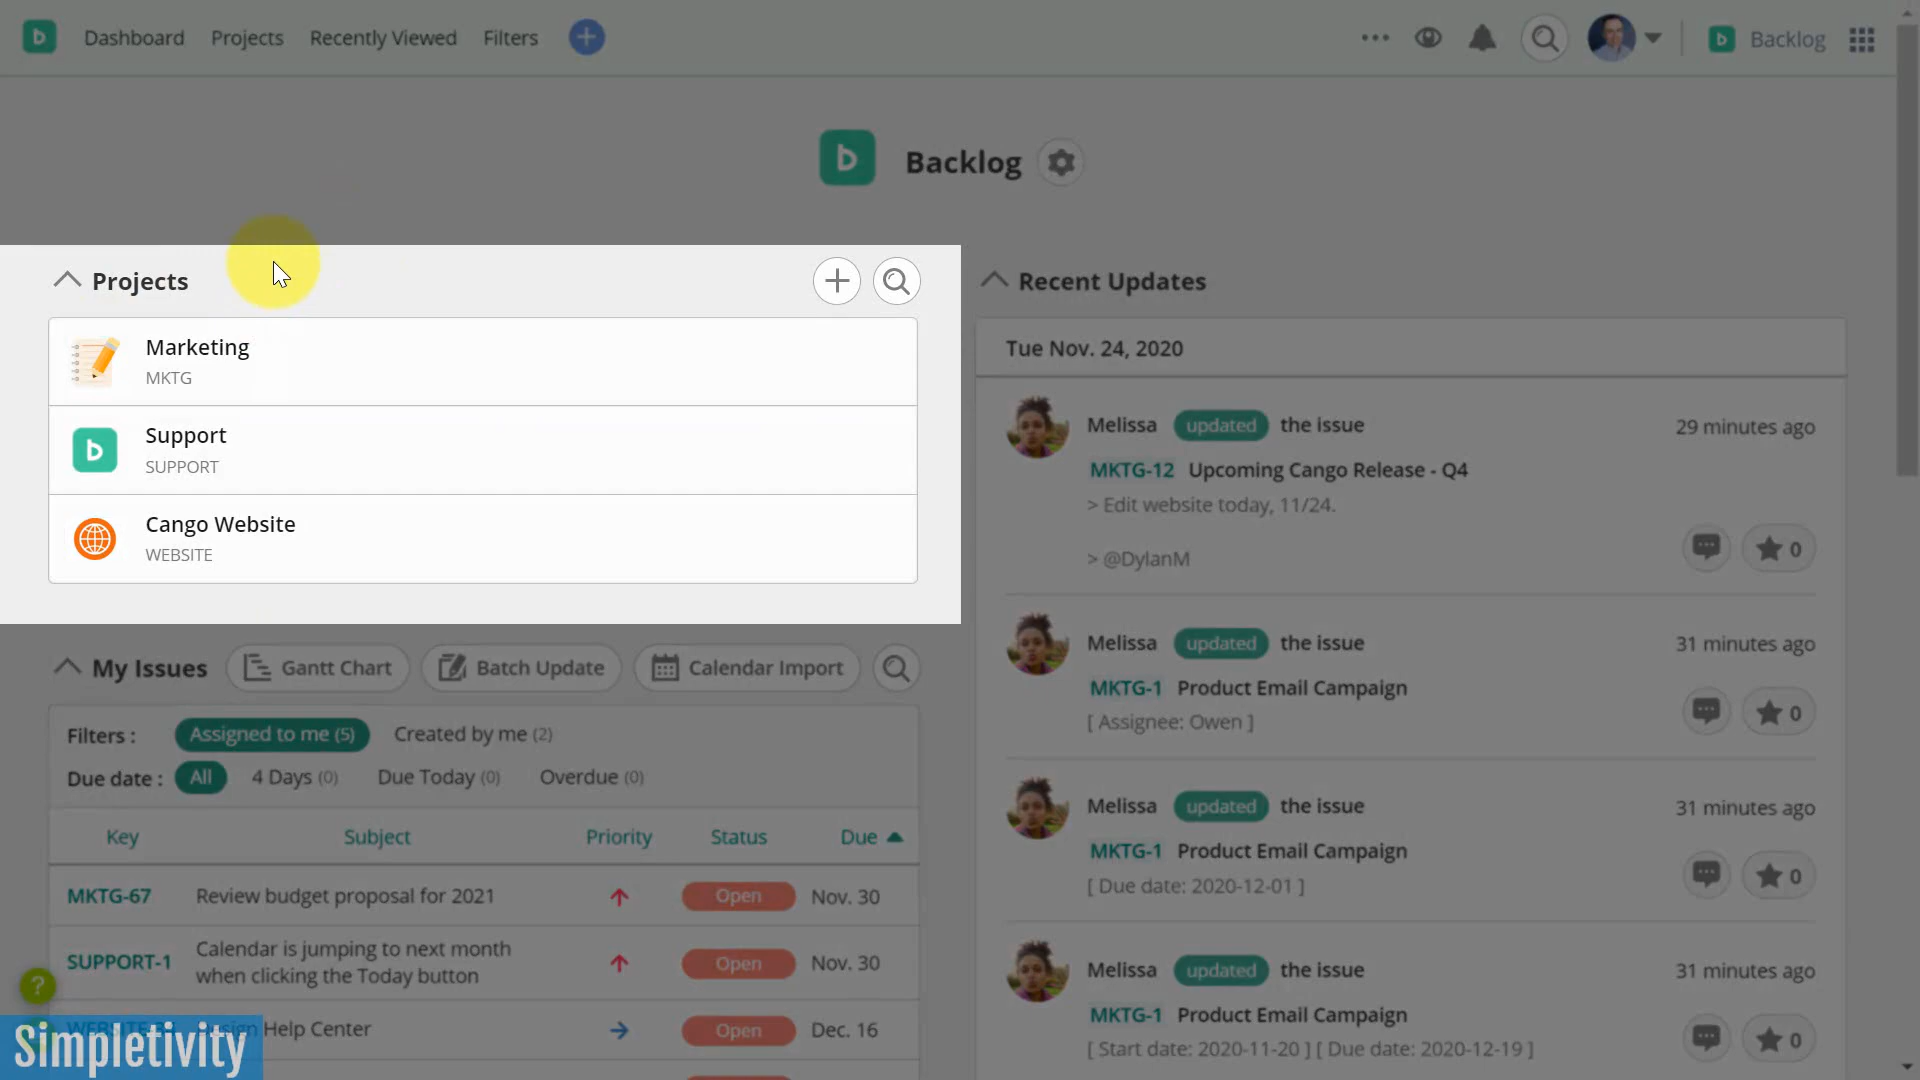 Dashboard Projects Recently Viewed Filters
Backlog
Backlog
Projects
Marketing
MKTG
Support
SUPPORT
Cango Website
WEBSITE
My Issues Gantt Chart Batch Update Calendar Import
Filters : Assigned to me (5) Created by me (2)
Due date : All 4 Days (0) Due Today (0) Overdue (0)
Key Subject Priority Status Due
MKTG-67 Review budget proposal for 2021 Open Nov. 30
SUPPORT-1 Calendar is jumping to next month
when clicking the Today button Open Nov. 30
Help Center Open Dec. 16
?
Simpletivity
Recent Updates
Tue Nov. 24, 2020
Melissa updated the issue 29 minutes ago
MKTG-12 Upcoming Cango Release - Q4
> Edit website today, 11/24.
> @DylanM
0
Melissa updated the issue 31 minutes ago
MKTG-1 Product Email Campaign
[ Assignee: Owen ]
0
Melissa updated the issue 31 minutes ago
MKTG-1 Product Email Campaign
[ Due date: 2020-12-01 ]
0
Melissa updated the issue 31 minutes ago
MKTG-1 Product Email Campaign
[ Start date: 2020-11-20 ] [ Due date: 2020-12-19 ]
0